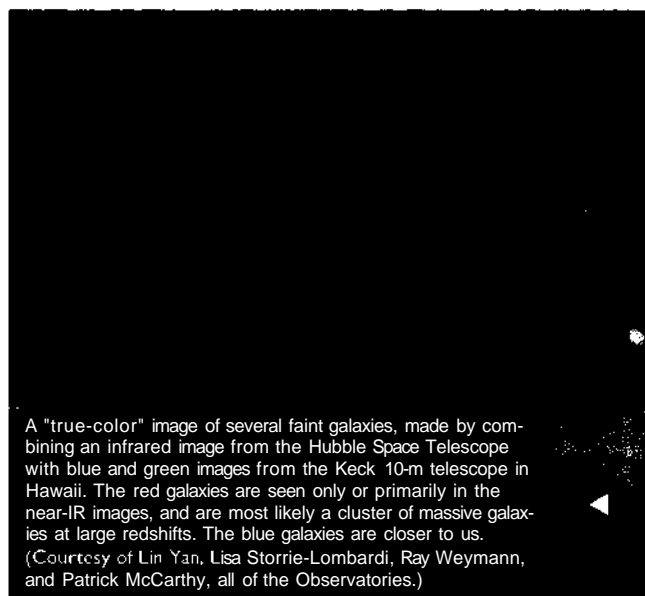 A "true-color" image of several faint galaxies, made by com-
bining an infrared image from the Hubble Space Telescope
with blue and green images from the Keck 10-m telescope in
Hawaii. The red galaxies are seen only or primarily in the
near-IR images, and are most likely a cluster of massive galax-
ies at large redshifts. The blue galaxies are closer to us.
(Courtesy of Lin Yan, Lisa Storrie-Lombardi, Ray Weymann,
and Patrick McCarthy, all of the Observatories.)